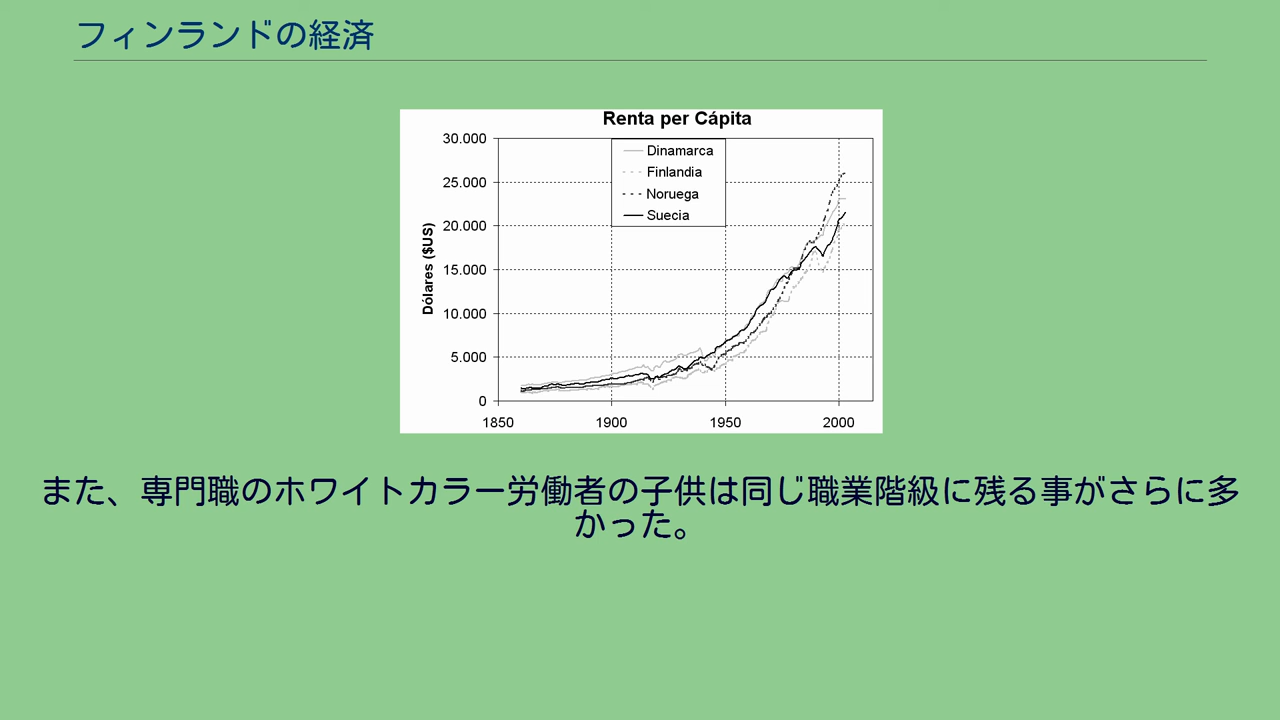 フィンランドの経済
Renta per Cápita
30.000
25.000
20.000
15.000
10.000
5.000
0
Dólares ($US)
Dinamarca
Finlandia
Noruega
Suecia
1850
1900
1950
2000
また、専門職のホワイトカラー労働者の子供は同じ職業階級に残る事がさらに多
かった。